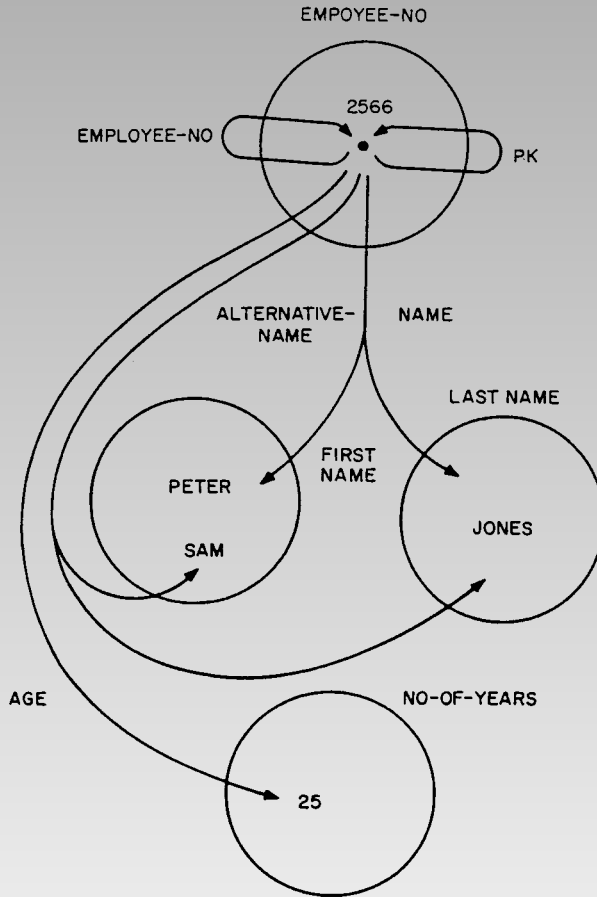 EMPOYEE-NO
2566
EMPLOYEE-NO
PK
ALTERNATIVE-
NAME
NAME
LAST NAME
FIRST
NAME
PETER
SAM
JONES
AGE
NO-OF-YEARS
25